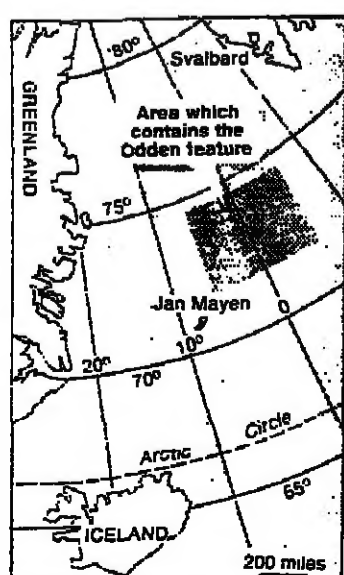 80°
Svalbard
GREENLAND
Area which
contains the
Odden feature
75°
Jan Mayen
0
20°
10°
70°
Arctic Circle
65°
ICELAND
200 miles